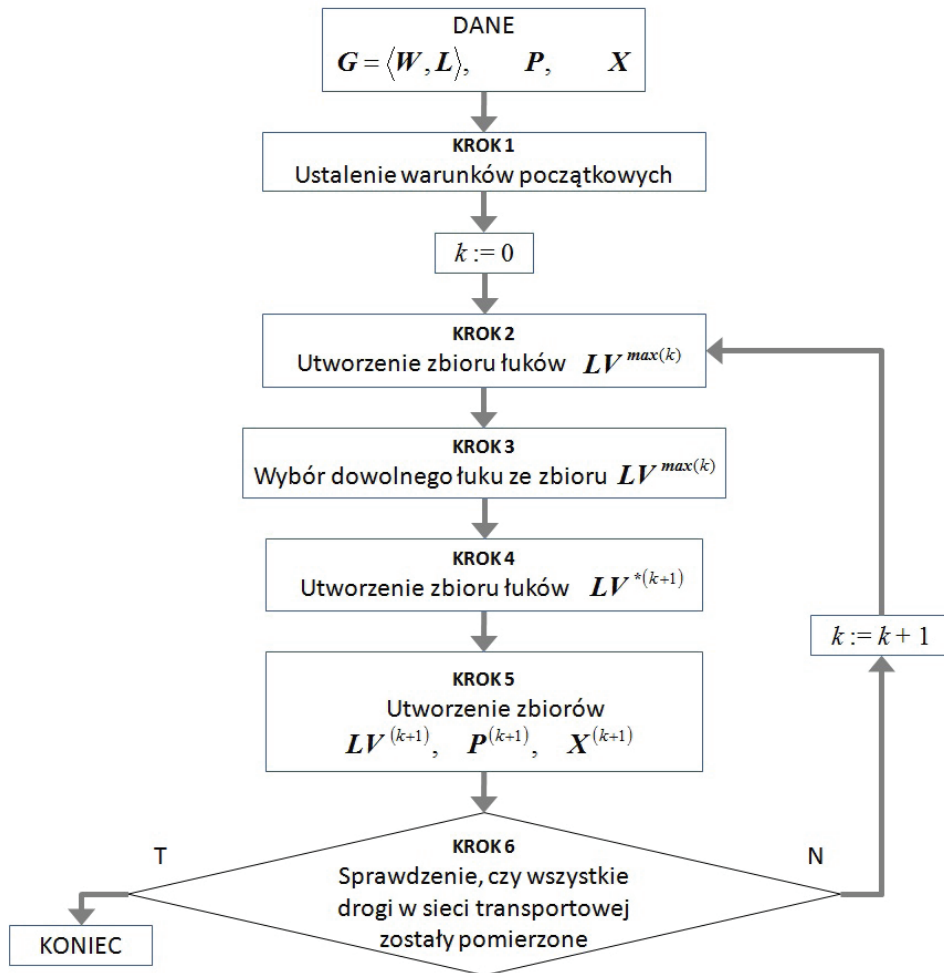 DANE
G = ⟨W, L⟩, P, X
KROK 1
Ustalenie warunków początkowych
k := 0
KROK 2
Utworzenie zbioru łuków LV^max(k)
KROK 3
Wybór dowolnego łuku ze zbioru LV^max(k)
KROK 4
Utworzenie zbioru łuków LV^*(k+1)
k := k + 1
KROK 5
Utworzenie zbiorów
LV^(k+1), P^(k+1), X^(k+1)
T
N
KROK 6
Sprawdzenie, czy wszystkie
drogi w sieci transportowej
zostały pomierzone
KONIEC